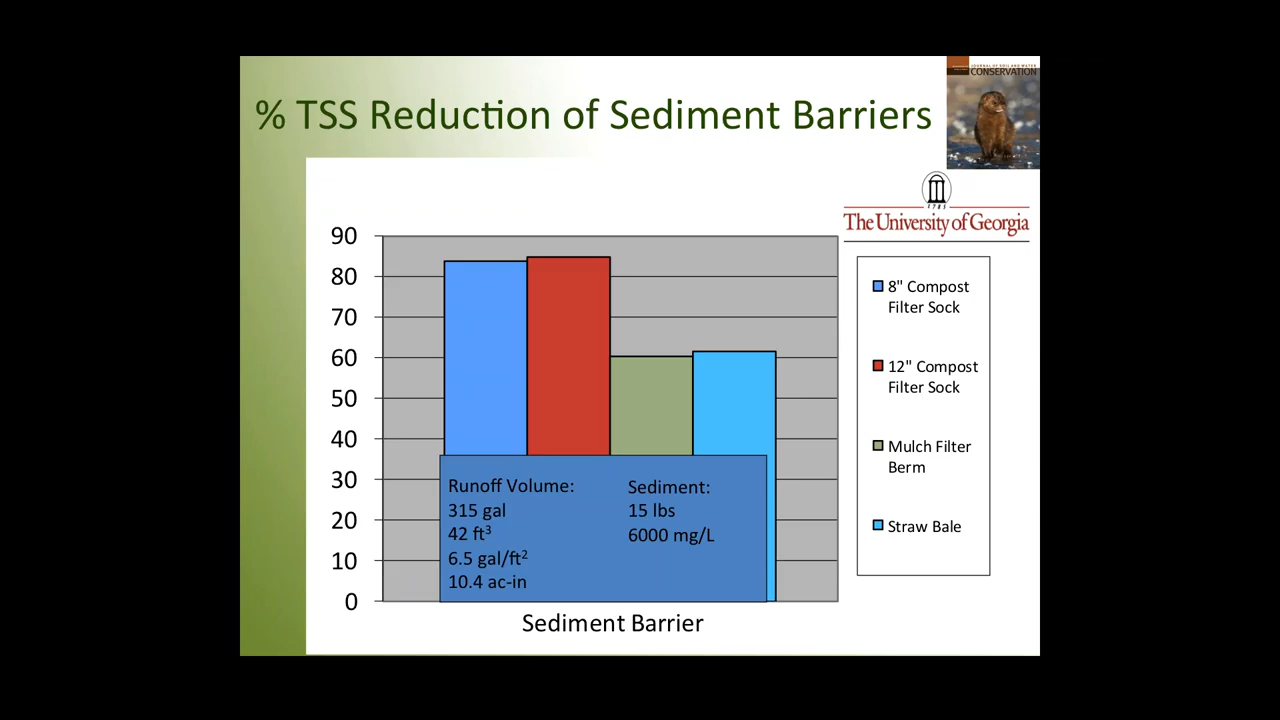 % TSS Reduction of Sediment Barriers
CONSERVATION
1785
The University of Georgia
90
80
70
60
50
40
30
20
10
0
8" Compost
Filter Sock
12" Compost
Filter Sock
Mulch Filter
Berm
Straw Bale
Runoff Volume:
315 gal
42 ft³
6.5 gal/ft²
10.4 ac-in
Sediment:
15 lbs
6000 mg/L
Sediment Barrier